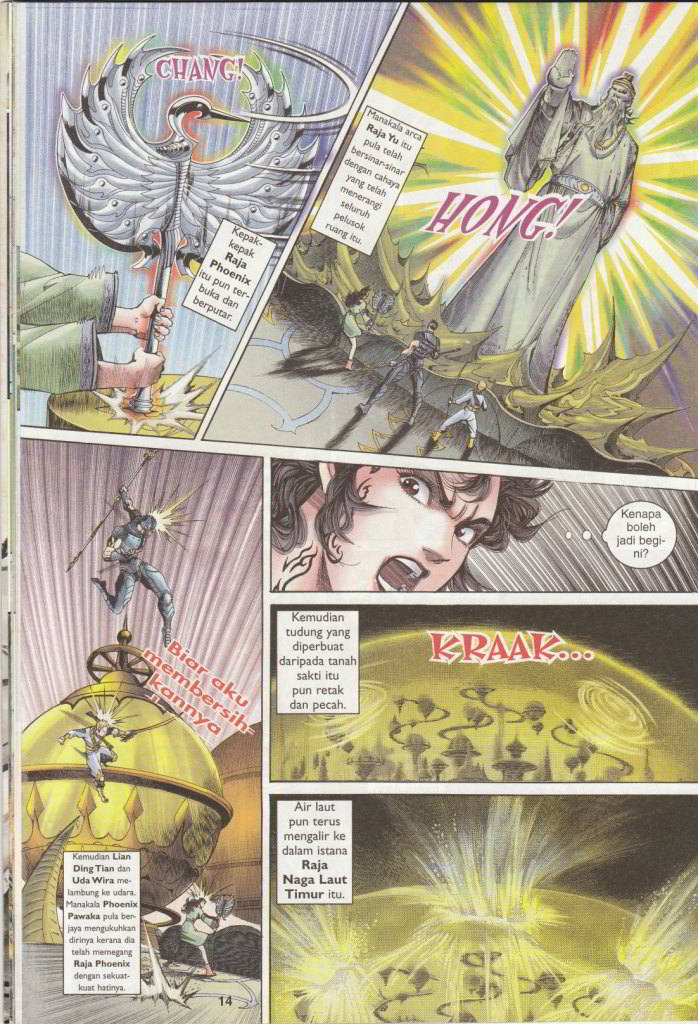 CHANG!
Kepak-
kepak
Raja
Phoenix
itu pun ter-
buka dan
berputar.
Manakala arca
Raja Yu itu
pula telah
bersinar-sinar
dengan cahaya
yang telah
menerangi
seluruh
pelusok
ruang itu.
HONG!
Biar aku
membersih-
kannya
Kemudian Lian
Ding Tian dan
Uda Wira me-
lambung ke udara.
Manakala Phoenix
Pawaka pula ber-
jaya mengukuhkan
dirinya kerana dia
telah memegang
Raja Phoenix
dengan sekuat-
kuat hatinya.
Kenapa
boleh
jadi begi-
ni?
Kemudian
tudung yang
diperbuat
daripada tanah
sakti itu
pun retak
dan pecah.
KRAAK...
Air laut
pun terus
mengalir ke
dalam istana
Raja
Naga Laut
Timur itu.
14